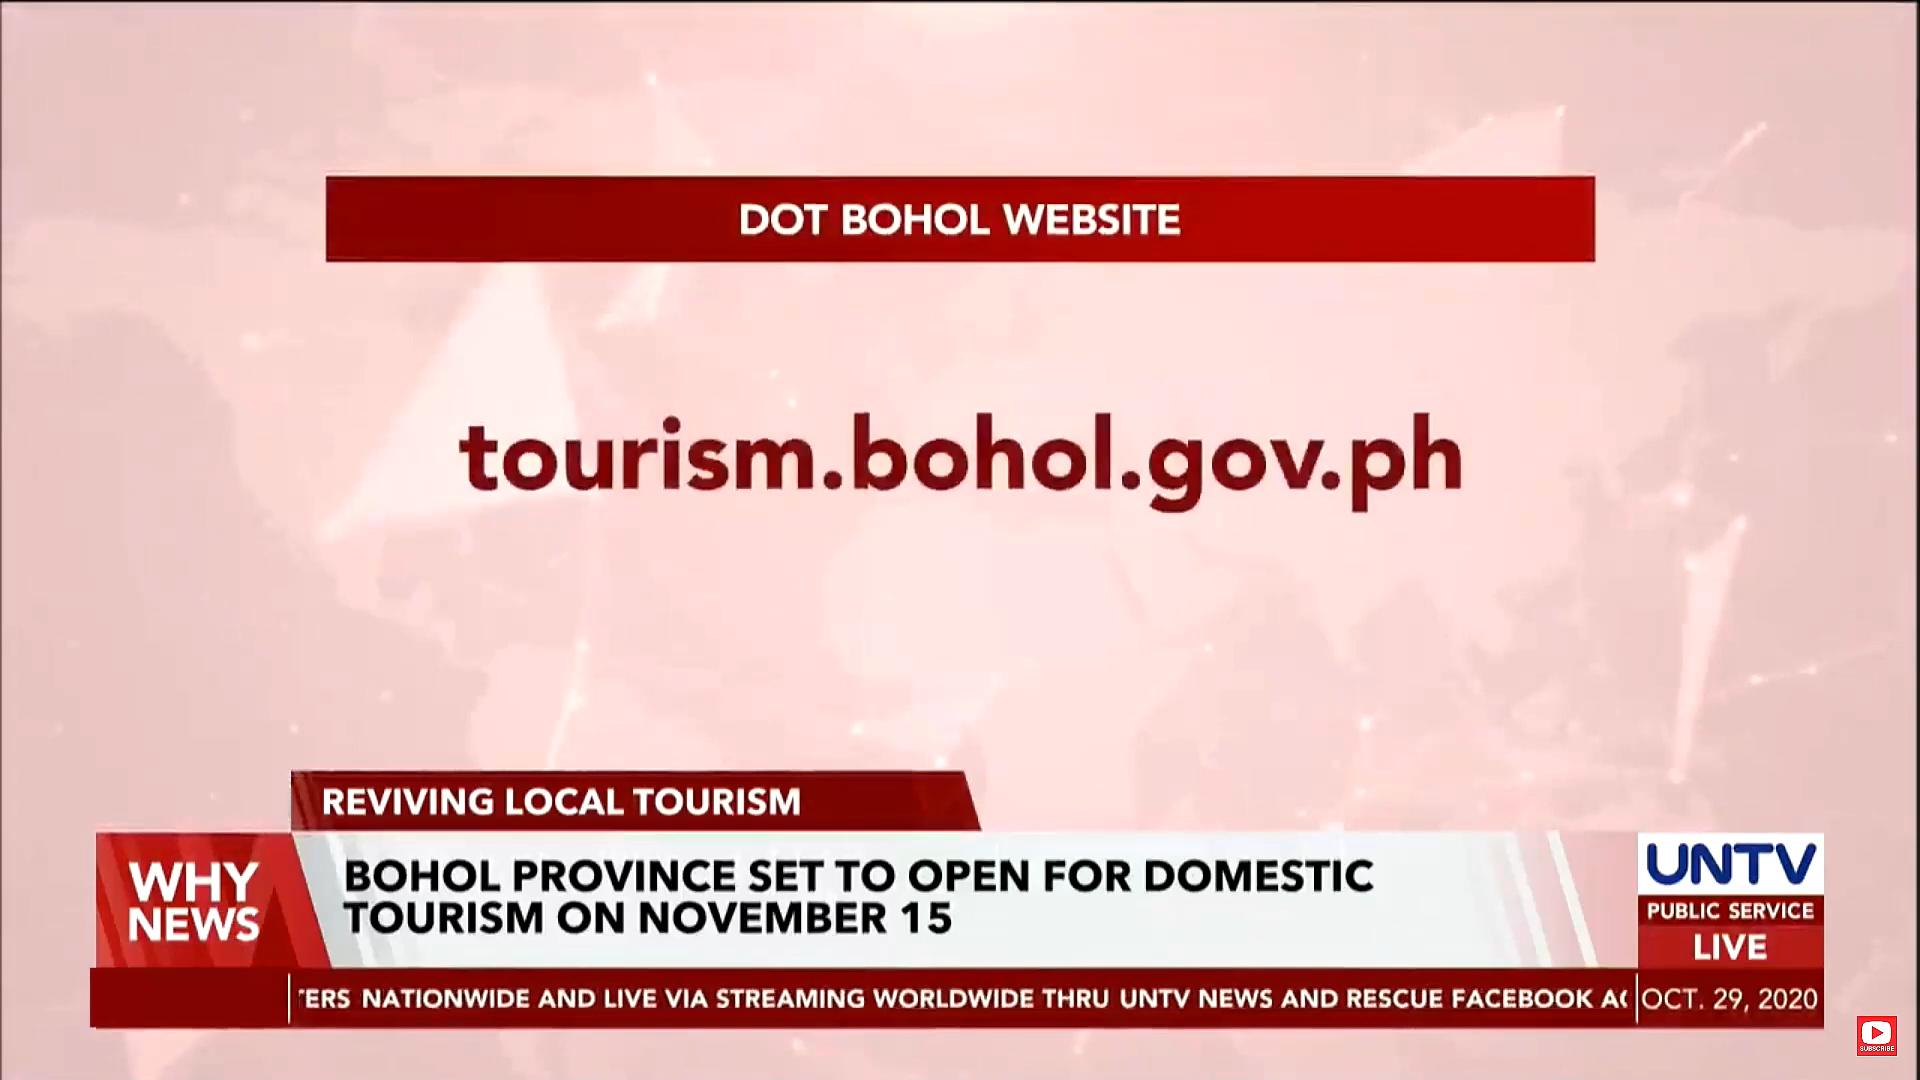 DOT BOHOL WEBSITE
tourism.bohol.gov.ph
REVIVING LOCAL TOURISM
WHY
NEWS
BOHOL PROVINCE SET TO OPEN FOR DOMESTIC
TOURISM ON NOVEMBER 15
UNTV
PUBLIC SERVICE
LIVE
NATIONWIDE AND LIVE VIA STREAMING WORLDWIDE THRU UNTV NEWS AND RESCUE FACEBOOK
OCT. 29, 2020
SUBSCRIBE